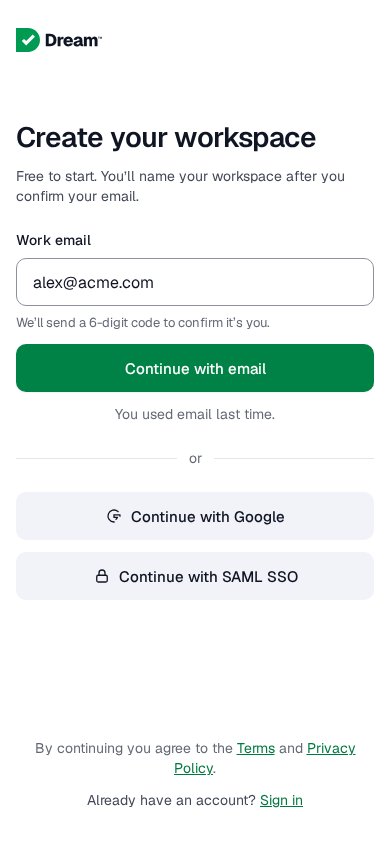 Dream™
Create your workspace
Free to start. You’ll name your workspace after you
confirm your email.
Work email
alex@acme.com
We’ll send a 6-digit code to confirm it’s you.
Continue with email
You used email last time.
or
Continue with Google
Continue with SAML SSO
By continuing you agree to the Terms and Privacy
Policy.
Already have an account? Sign in